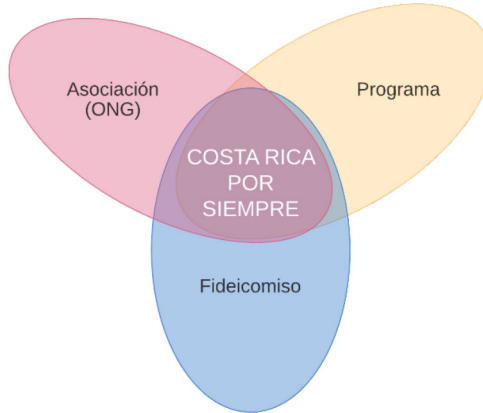 Asociación
(ONG)
Programa
COSTA RICA
POR
SIEMPRE
Fideicomiso